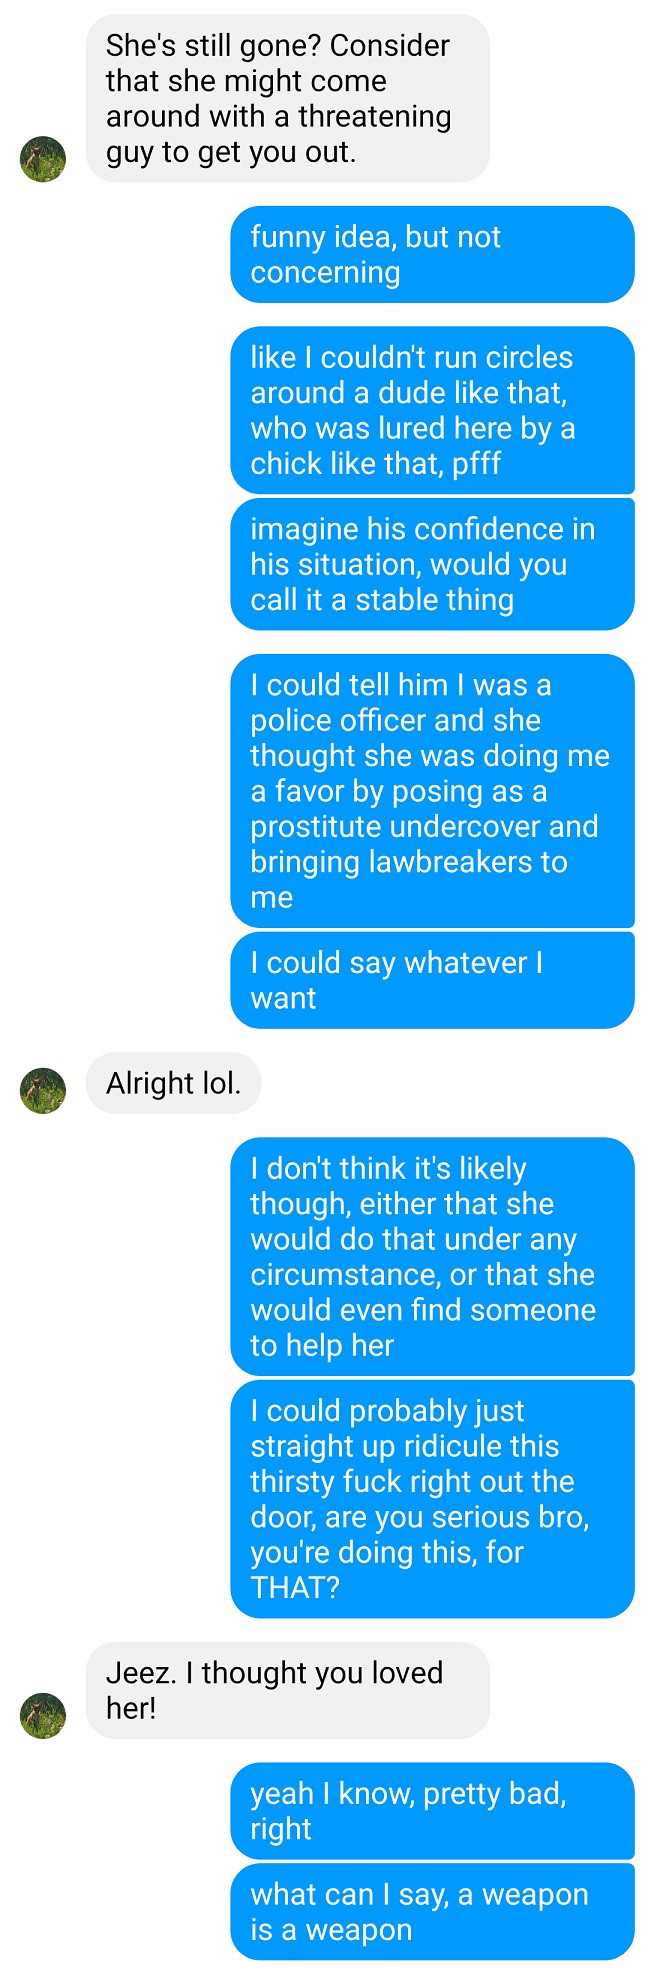 She's still gone? Consider
that she might come
around with a threatening
guy to get you out.
funny idea, but not
concerning
like I couldn't run circles
around a dude like that,
who was lured here by a
chick like that, pfff
imagine his confidence in
his situation, would you
call it a stable thing
I could tell him I was a
police officer and she
thought she was doing me
a favor by posing as a
prostitute undercover and
bringing lawbreakers to
me
I could say whatever I
want
Alright lol.
I don't think it's likely
though, either that she
would do that under any
circumstance, or that she
would even find someone
to help her
I could probably just
straight up ridicule this
thirsty fuck right out the
door, are you serious bro,
you're doing this, for
THAT?
Jeez. I thought you loved
her!
yeah I know, pretty bad,
right
what can I say, a weapon
is a weapon